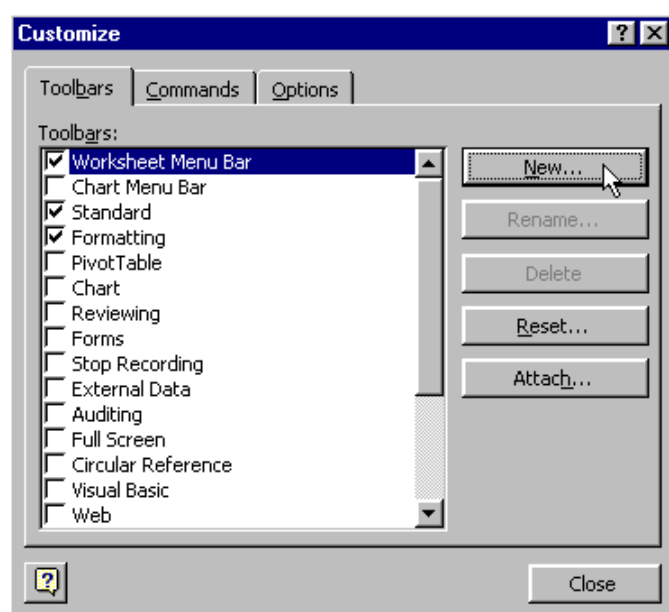 Customize
Toolbars Commands Options
Toolbars:
Worksheet Menu Bar
Chart Menu Bar
Standard
Formatting
PivotTable
Chart
Reviewing
Forms
Stop Recording
External Data
Auditing
Full Screen
Circular Reference
Visual Basic
Web
New...
Rename...
Delete
Reset...
Attach...
Close